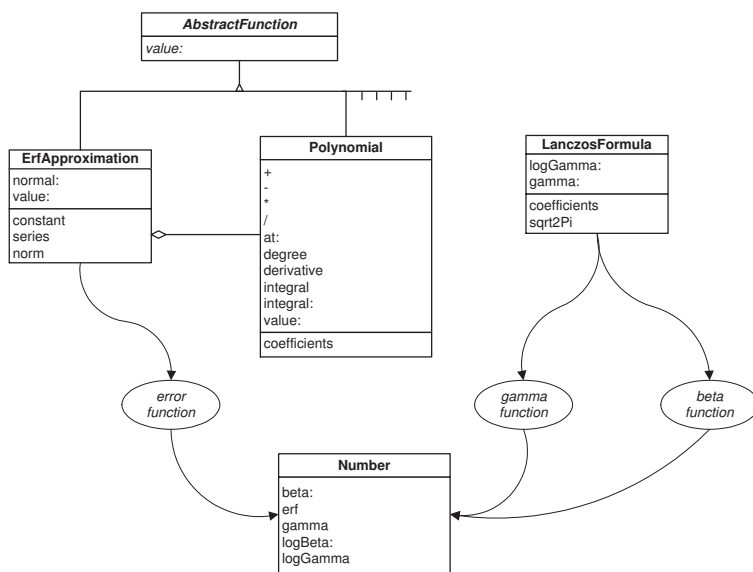 AbstractFunction
value:
ErfApproximation
normal:
value:
constant
series
norm
Polynomial
+
-
*
/
at:
degree
derivative
integral
integral:
value:
coefficients
LanczosFormula
logGamma:
gamma:
coefficients
sqrt2Pi
error
function
gamma
function
beta
function
Number
beta:
erf
gamma
logBeta:
logGamma